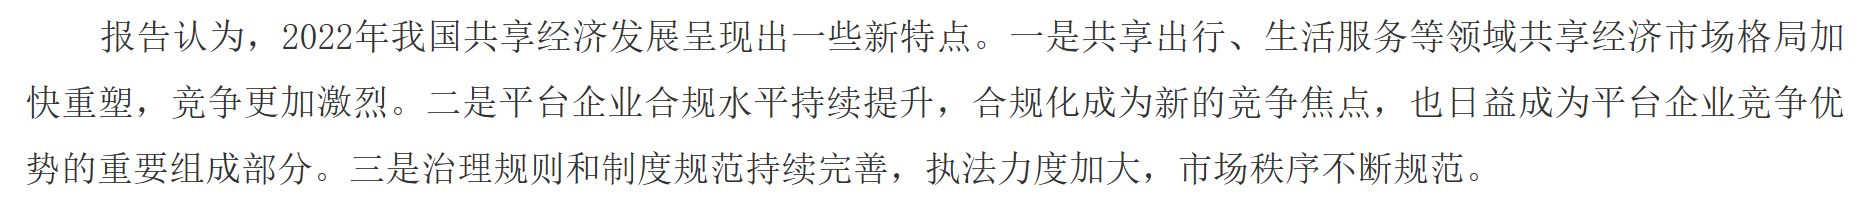 报告认为，2022年我国共享经济发展呈现出一些新特点。一是共享出行、生活服务等领域共享经济市场格局加
快重塑，竞争更加激烈。二是平台企业合规水平持续提升，合规化成为新的竞争焦点，也日益成为平台企业竞争优
势的重要组成部分。三是治理规则和制度规范持续完善，执法力度加大，市场秩序不断规范。